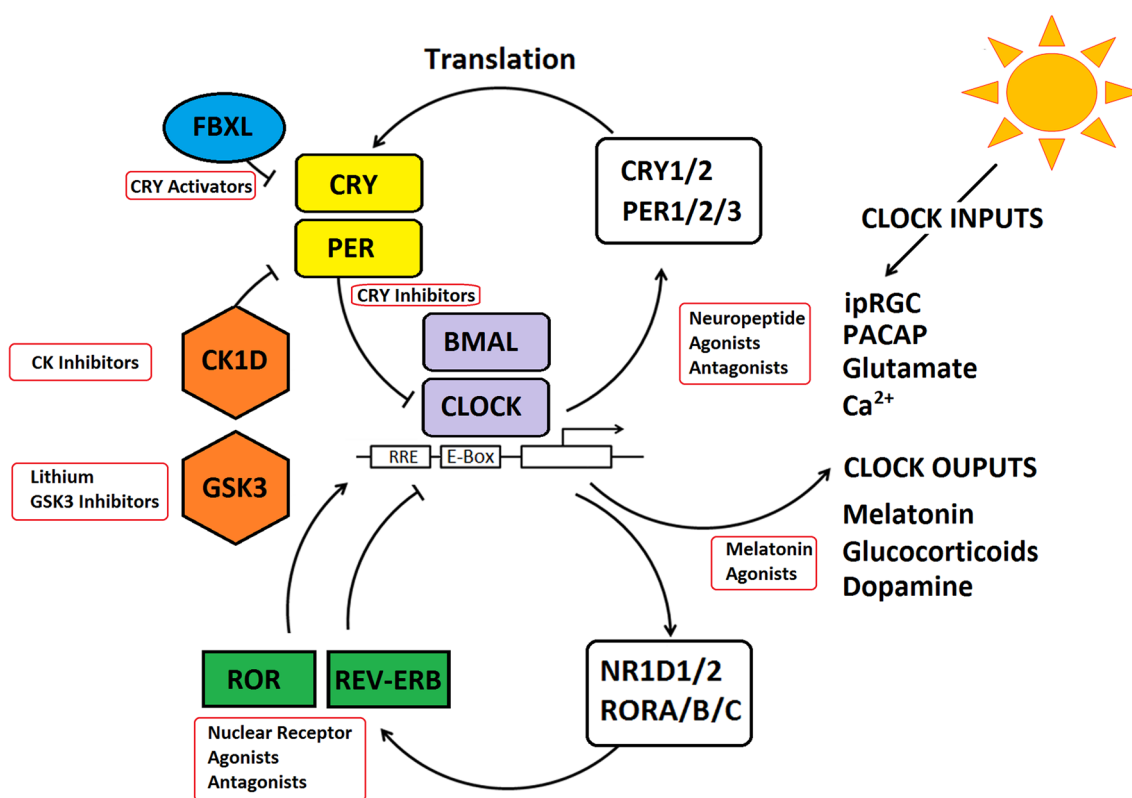 Translation
FBXL
CRY Activators
CRY
PER
CRY1/2
PER1/2/3
CLOCK INPUTS
CRY Inhibitors
ipRGC
PACAP
Glutamate
Ca²⁺
Neuropeptide
Agonists
Antagonists
CK Inhibitors
CK1D
BMAL
CLOCK
RRE
E-Box
Lithium
GSK3 Inhibitors
GSK3
CLOCK OUPUTS
Melatonin
Glucocorticoids
Dopamine
Melatonin
Agonists
ROR
REV-ERB
NR1D1/2
RORA/B/C
Nuclear Receptor
Agonists
Antagonists